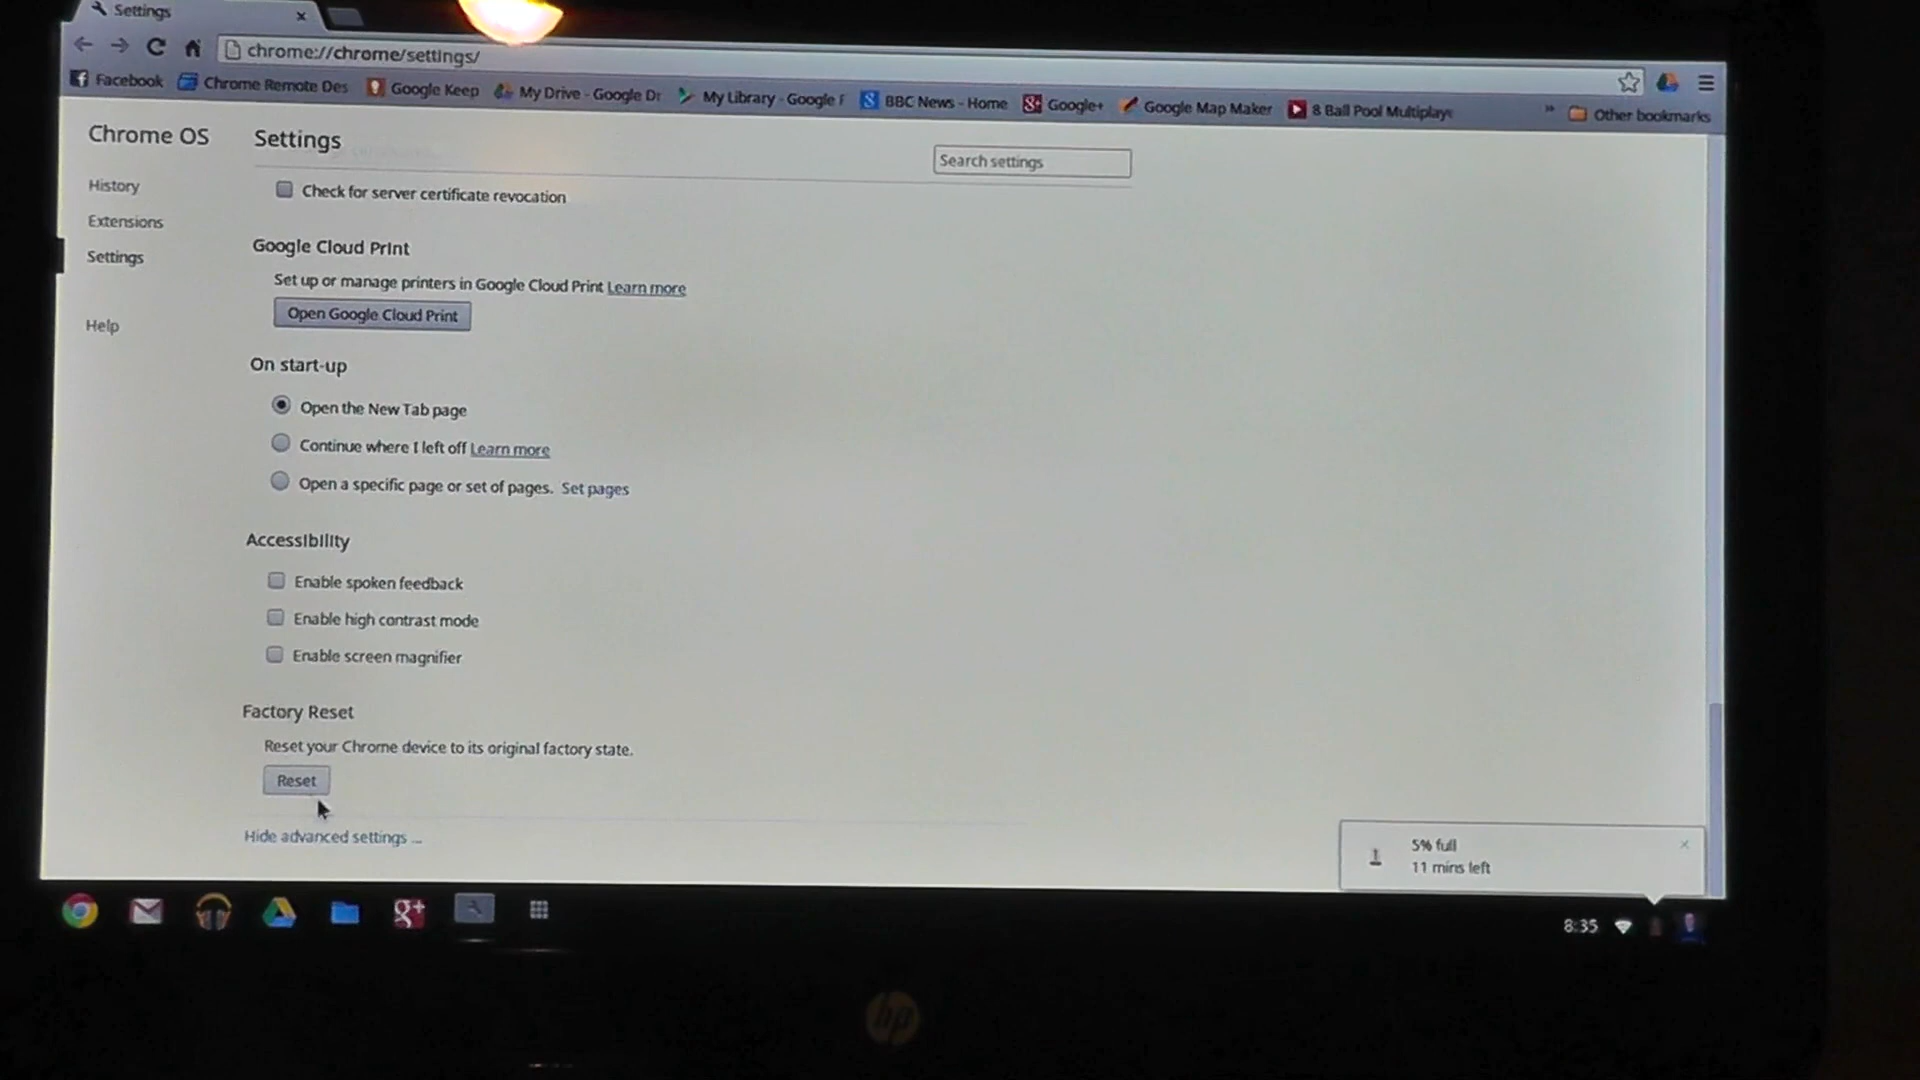 Settings
chrome://chrome/settings/
Facebook Chrome Remote Des Google Keep My Drive - Google Dr My Library - Google P BBC News - Home Google+ Google Map Maker 8 Ball Pool Multiplaye Other bookmarks
Chrome OS
History
Extensions
Settings
Help
Settings
Search settings
Check for server certificate revocation
Google Cloud Print
Set up or manage printers in Google Cloud Print Learn more
Open Google Cloud Print
On start-up
Open the New Tab page
Continue where I left off Learn more
Open a specific page or set of pages. Set pages
Accessibility
Enable spoken feedback
Enable high contrast mode
Enable screen magnifier
Factory Reset
Reset your Chrome device to its original factory state.
Reset
Hide advanced settings ...
5% full
11 mins left
8:35
hp